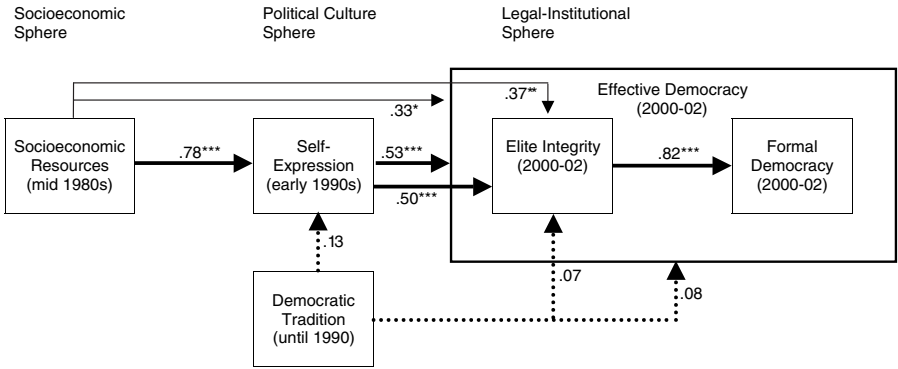 Socioeconomic
Sphere
Political Culture
Sphere
Legal-Institutional
Sphere
.37**
Effective Democracy
(2000-02)
.33*
Socioeconomic
Resources
(mid 1980s)
.78***
Self-
Expression
(early 1990s)
.53***
.50***
Elite Integrity
(2000-02)
.82***
Formal
Democracy
(2000-02)
.13
.07
.08
Democratic
Tradition
(until 1990)